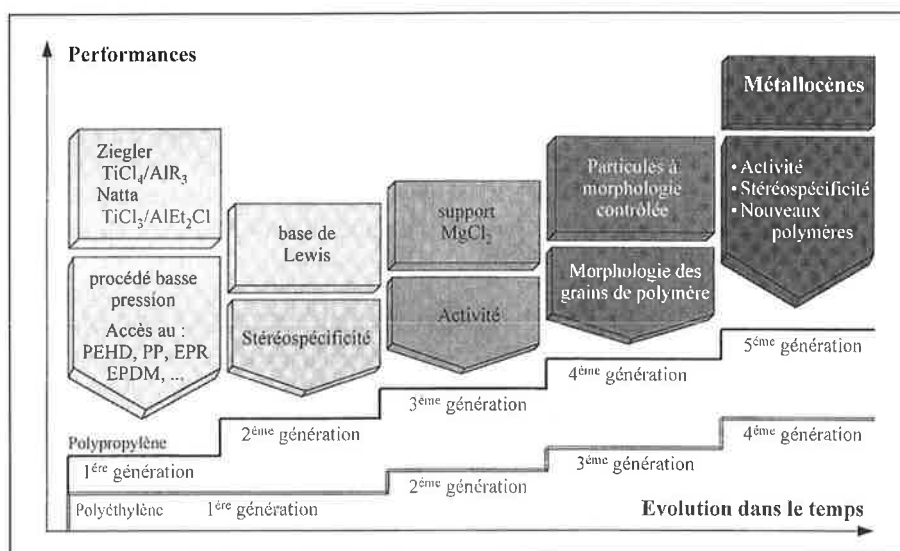 Performances
Ziegler
TiCl₄/AlR₃
Natta
TiCl₃/AlEt₂Cl
procédé basse
pression
Accès au :
PEHD, PP, EPR
EPDM, ...
base de
Lewis
Stéréospécificité
support
MgCl₂
Activité
Particules à
morphologie
contrôlée
Morphologie des
grains de polymère
Métallocènes
• Activité
• Stéréospécificité
• Nouveaux
polymères
Polypropylène
1ère génération
2ème génération
3ème génération
4ème génération
5ème génération
Polyéthylène
1ère génération
2ème génération
3ème génération
4ème génération
Evolution dans le temps